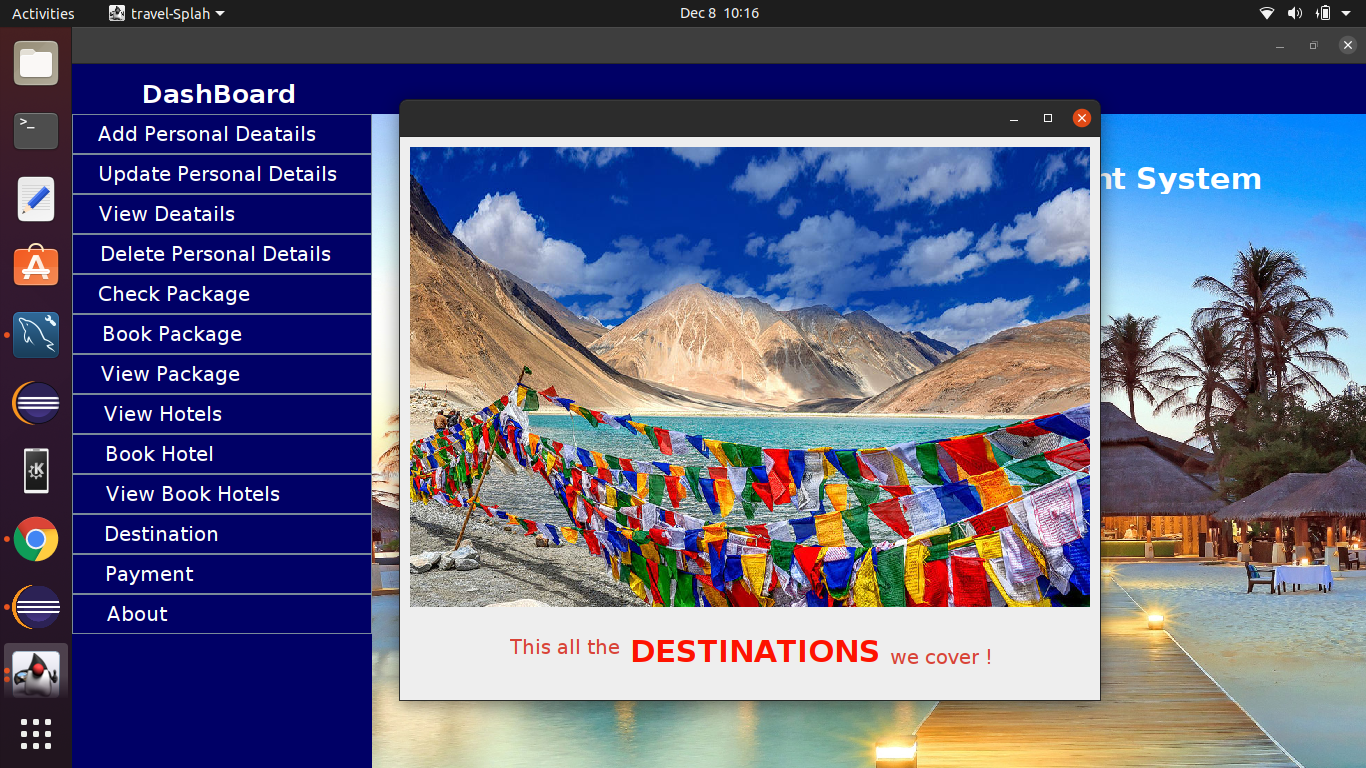 Activities travel-Splah Dec 8 10:16
DashBoard
Add Personal Deatails
Update Personal Details
View Deatails
Delete Personal Details
Check Package
Book Package
View Package
View Hotels
Book Hotel
View Book Hotels
Destination
Payment
About
nt System
This all the DESTINATIONS we cover !